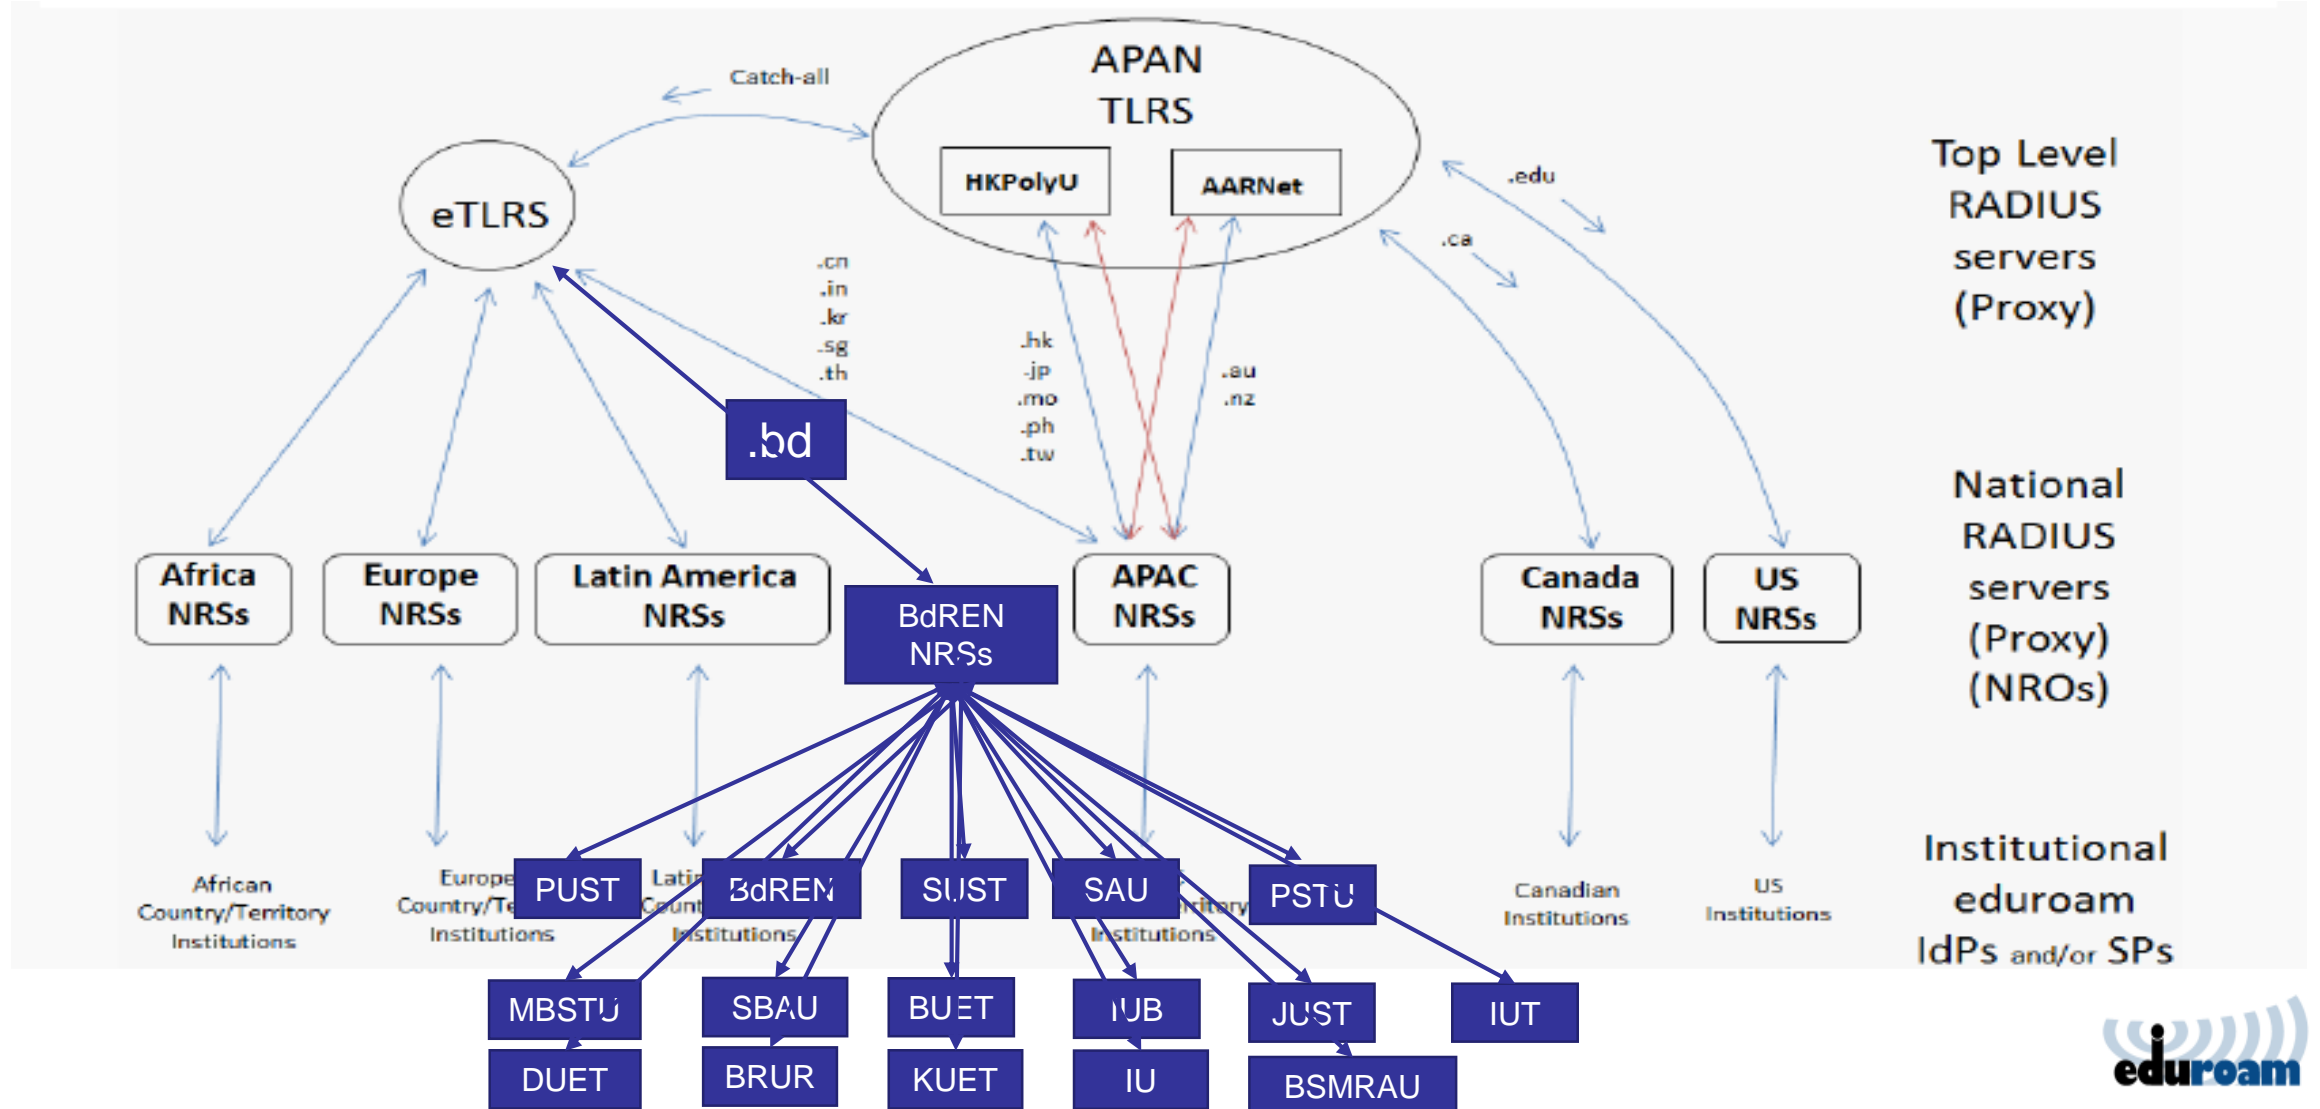 Catch-all
APAN
TLRS
HKPolyU
AARNet
eTLRS
.edu
.ca
Top Level
RADIUS
servers
(Proxy)
.cn
.in
.kr
.sg
.th
.hk
.jp
.mo
.ph
.tw
.au
.nz
.bd
National
RADIUS
servers
(Proxy)
(NROs)
Africa
NRSs
Europe
NRSs
Latin America
NRSs
BdREN
NRSs
APAC
NRSs
Canada
NRSs
US
NRSs
Institutional
eduroam
IdPs and/or SPs
African
Country/Territory
Institutions
Europe
Institutions
Institutions
Institutions
Canadian
Institutions
US
Institutions
PUST
BdREN
SUST
SAU
PSTU
MBSTU
SBAU
BUET
IUB
JUST
IUT
DUET
BRUR
KUET
IU
BSMRAU
eduroam